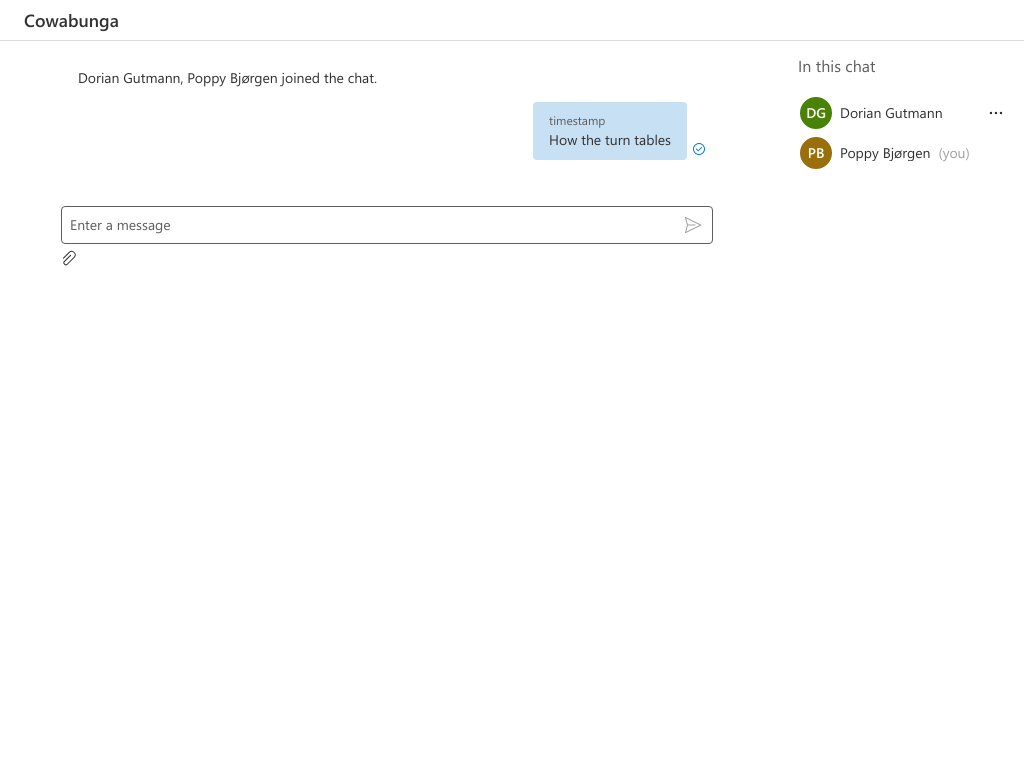 Cowabunga
Dorian Gutmann, Poppy Bjørgen joined the chat.
timestamp
How the turn tables
Enter a message
In this chat
DG Dorian Gutmann
PB Poppy Bjørgen (you)